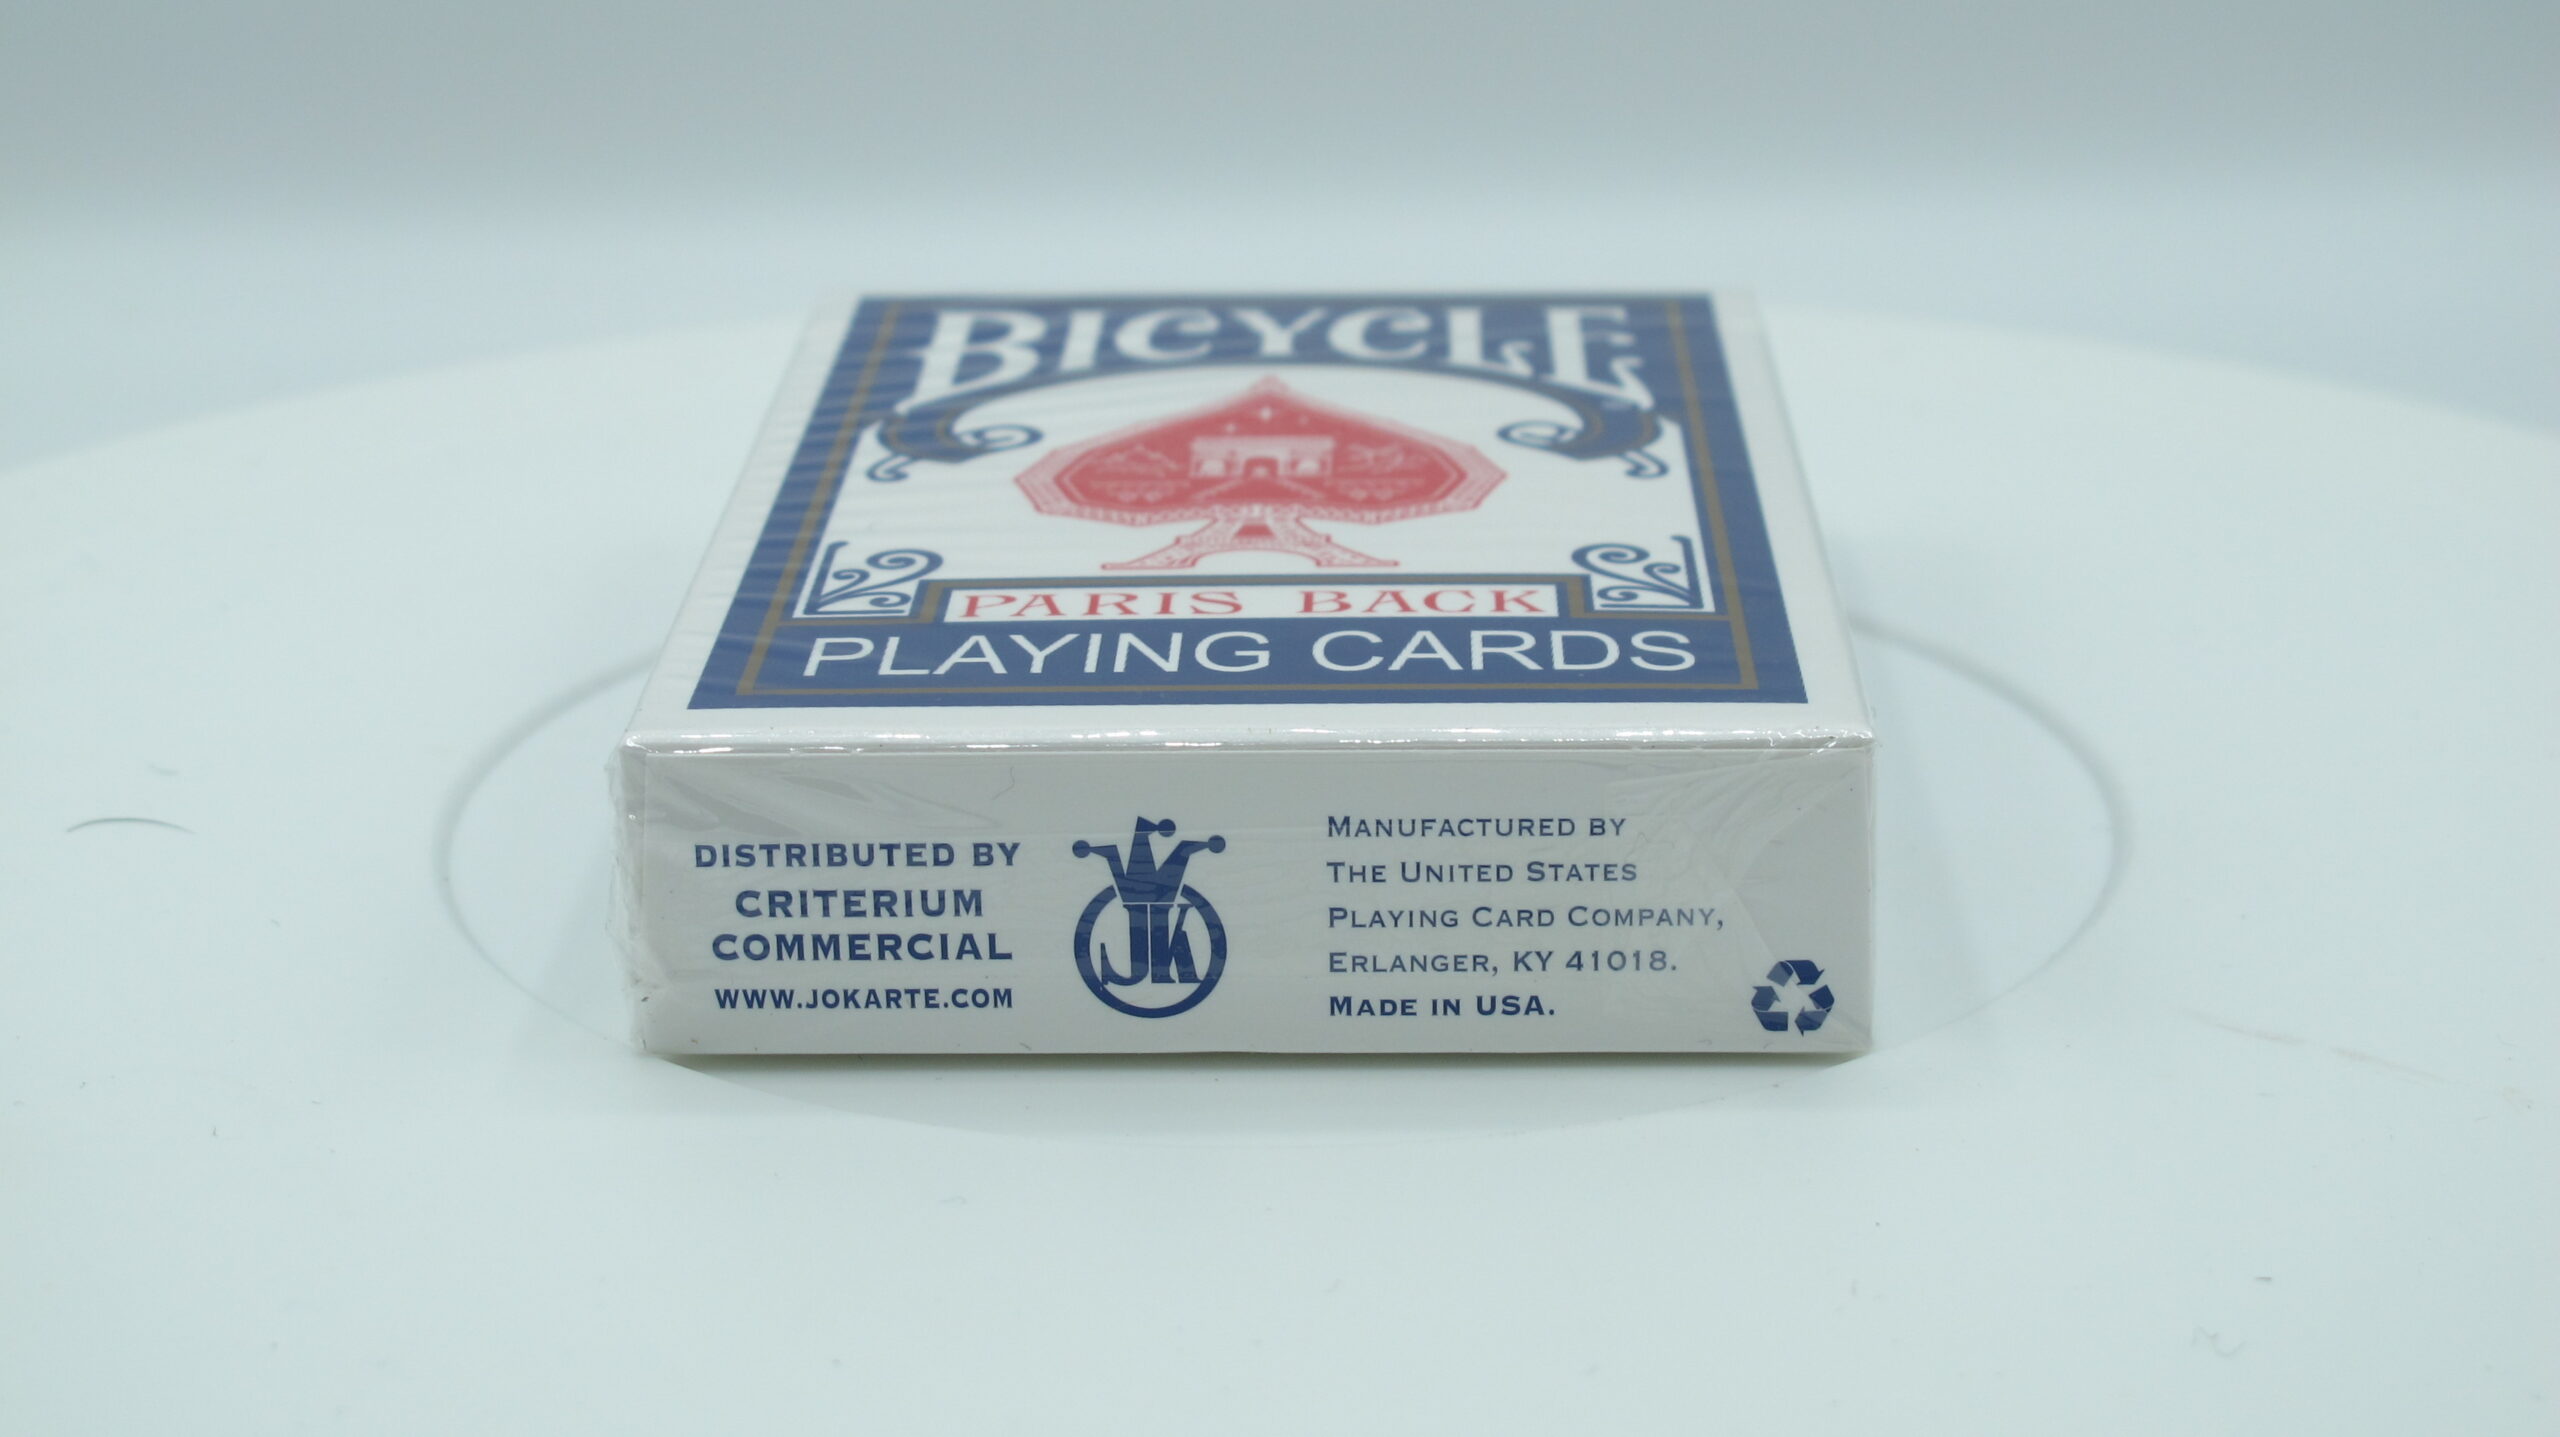 BICYCLE
PARIS BACK
PLAYING CARDS
DISTRIBUTED BY
CRITERIUM
COMMERCIAL
WWW.JOKARTE.COM
JK
MANUFACTURED BY
THE UNITED STATES
PLAYING CARD COMPANY,
ERLANGER, KY 41018.
MADE IN USA.